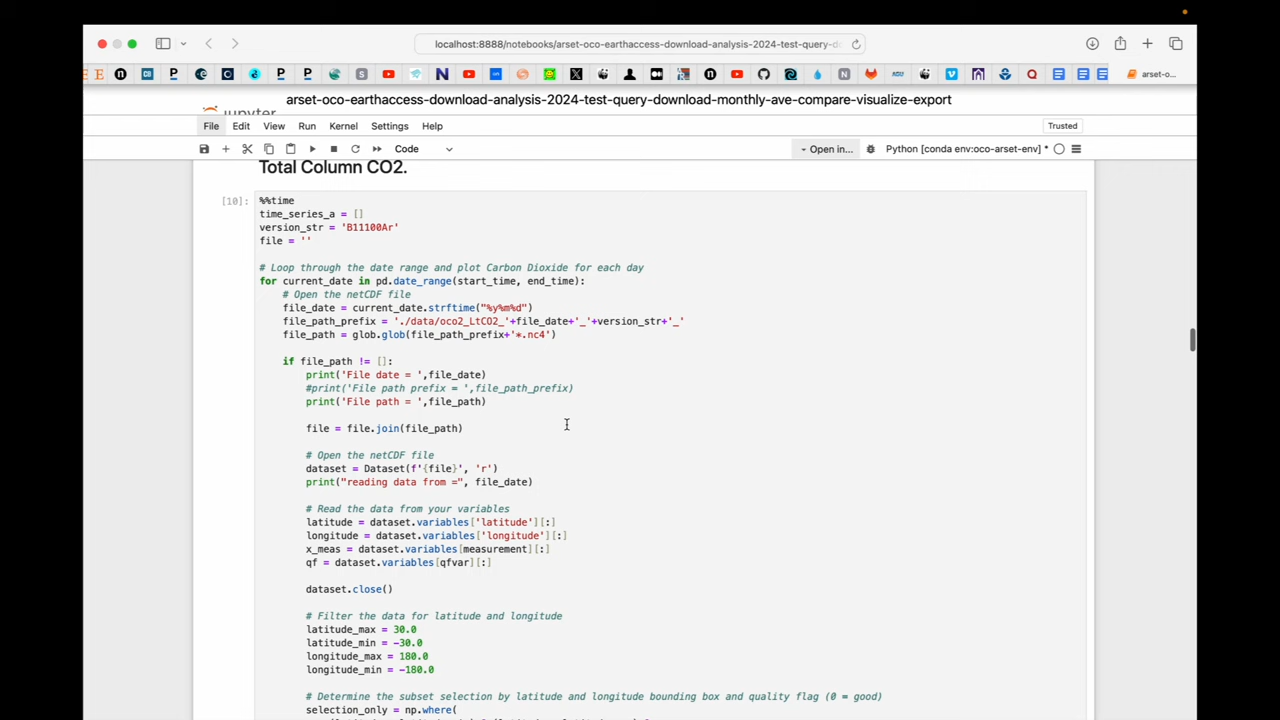 localhost:8888/notebooks/arset-oco-earthaccess-download-analysis-2024-test-query-d
arset-o...
arset-oco-earthaccess-download-analysis-2024-test-query-download-monthly-ave-compare-visualize-export
File Edit View Run Kernel Settings Help
Trusted
Code
Open in...
Python [conda env:oco-arset-env] *
Total Column CO2.
[10]:
%%time
time_series_a = []
version_str = 'B11100Ar'
file = ''
# Loop through the date range and plot Carbon Dioxide for each day
for current_date in pd.date_range(start_time, end_time):
# Open the netCDF file
file_date = current_date.strftime("%y%m%d")
file_path_prefix = './data/oco2_LtCO2_'+file_date+'_'+version_str+'_'
file_path = glob.glob(file_path_prefix+'*.nc4')
if file_path != []:
print('File date = ',file_date)
#print('File path prefix = ',file_path_prefix)
print('File path = ',file_path)
file = file.join(file_path)
# Open the netCDF file
dataset = Dataset(f'{file}', 'r')
print("reading data from =", file_date)
# Read the data from your variables
latitude = dataset.variables['latitude'][:]
longitude = dataset.variables['longitude'][:]
x_meas = dataset.variables[measurement][:]
qf = dataset.variables[qfvar][:]
dataset.close()
# Filter the data for latitude and longitude
latitude_max = 30.0
latitude_min = -30.0
longitude_max = 180.0
longitude_min = -180.0
# Determine the subset selection by latitude and longitude bounding box and quality flag (0 = good)
selection_only = np.where(